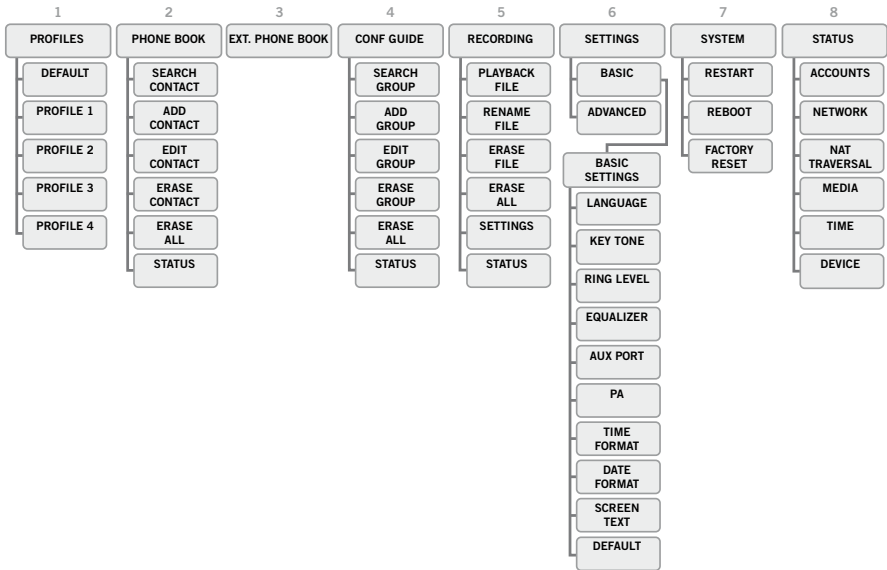 1
2
3
4
5
6
7
8
PROFILES
PHONE BOOK
EXT. PHONE BOOK
CONF GUIDE
RECORDING
SETTINGS
SYSTEM
STATUS
DEFAULT
PROFILE 1
PROFILE 2
PROFILE 3
PROFILE 4
SEARCH
CONTACT
ADD
CONTACT
EDIT
CONTACT
ERASE
CONTACT
ERASE
ALL
STATUS
SEARCH
GROUP
ADD
GROUP
EDIT
GROUP
ERASE
GROUP
ERASE
ALL
STATUS
PLAYBACK
FILE
RENAME
FILE
ERASE
FILE
ERASE
ALL
SETTINGS
STATUS
BASIC
ADVANCED
BASIC
SETTINGS
LANGUAGE
KEY TONE
RING LEVEL
EQUALIZER
AUX PORT
PA
TIME
FORMAT
DATE
FORMAT
SCREEN
TEXT
DEFAULT
RESTART
REBOOT
FACTORY
RESET
ACCOUNTS
NETWORK
NAT
TRAVERSAL
MEDIA
TIME
DEVICE